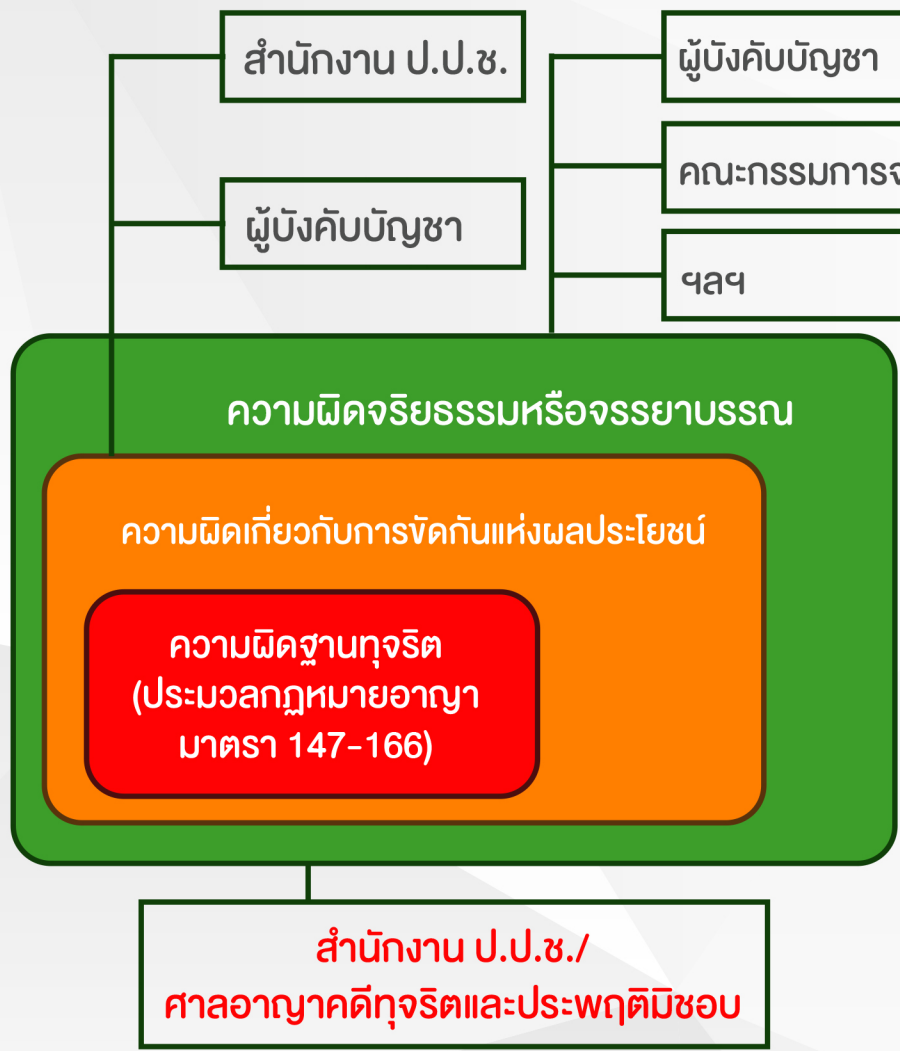 สำนักงาน ป.ป.ช.
ผู้บังคับบัญชา
ผู้บังคับบัญชา
คณะกรรมการจ
ฯลฯ
ความผิดจริยธรรมหรือจรรยาบรรณ
ความผิดเกี่ยวกับการขัดกันแห่งผลประโยชน์
ความผิดฐานทุจริต
(ประมวลกฎหมายอาญา
มาตรา 147-166)
สำนักงาน ป.ป.ช./
ศาลอาญาคดีทุจริตและประพฤติมิชอบ